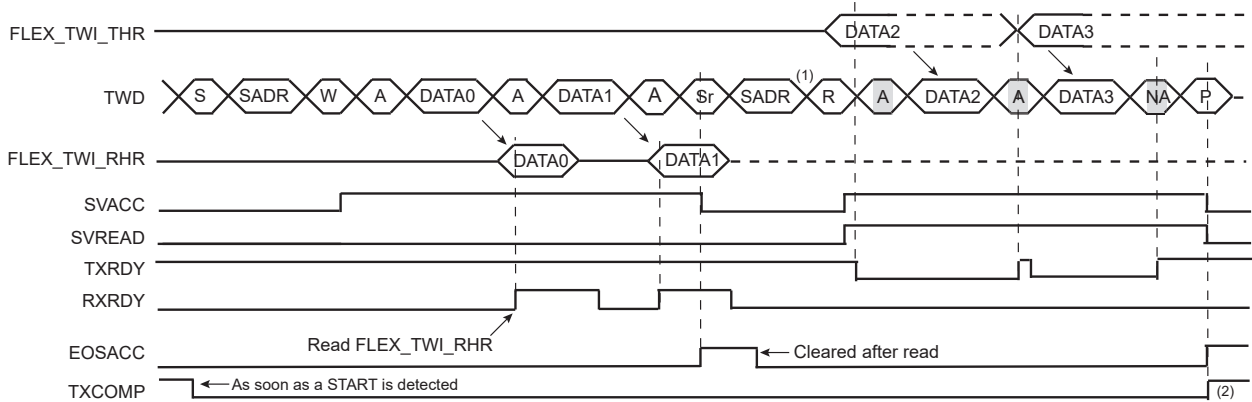 FLEX_TWI_THR DATA2 DATA3
(1)
TWD S SADR W A DATA0 A DATA1 A Sr SADR R A DATA2 A DATA3 NA P
FLEX_TWI_RHR DATA0 DATA1
SVACC
SVREAD
TXRDY
RXRDY
Read FLEX_TWI_RHR
EOSACC Cleared after read
TXCOMP As soon as a START is detected (2)